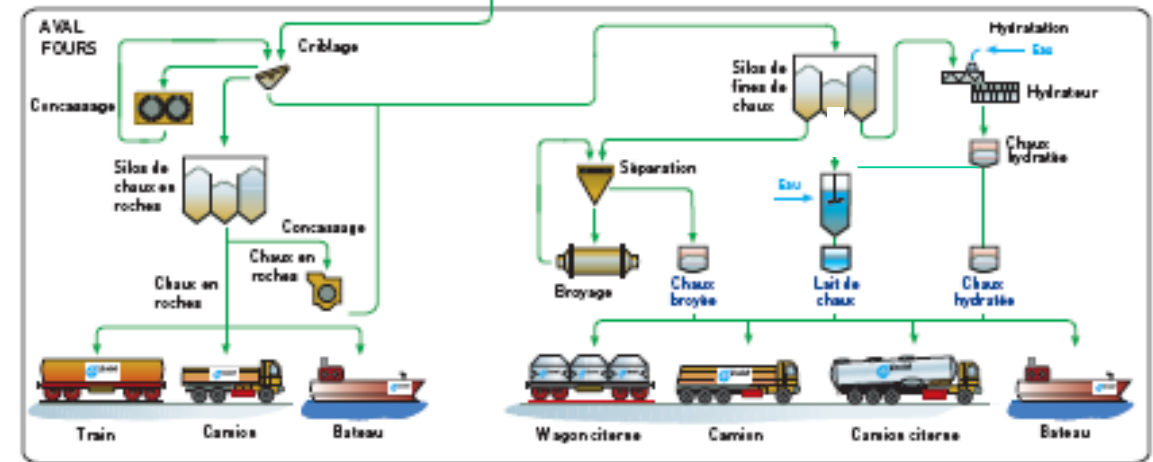 AVAL
FOURS
Criblage
Concassage
Silos de
chaux en
roches
Concassage
Chaux en
roches
Chaux en
roches
Train
Camion
Bateau
Silos de
fines de
chaux
Hydratation
Eau
Hydrateur
Chaux
hydratée
Séparation
Eau
Broyage
Chaux
broyée
Lait de
chaux
Chaux
hydratée
Wagon citerne
Camion
Camion citerne
Bateau